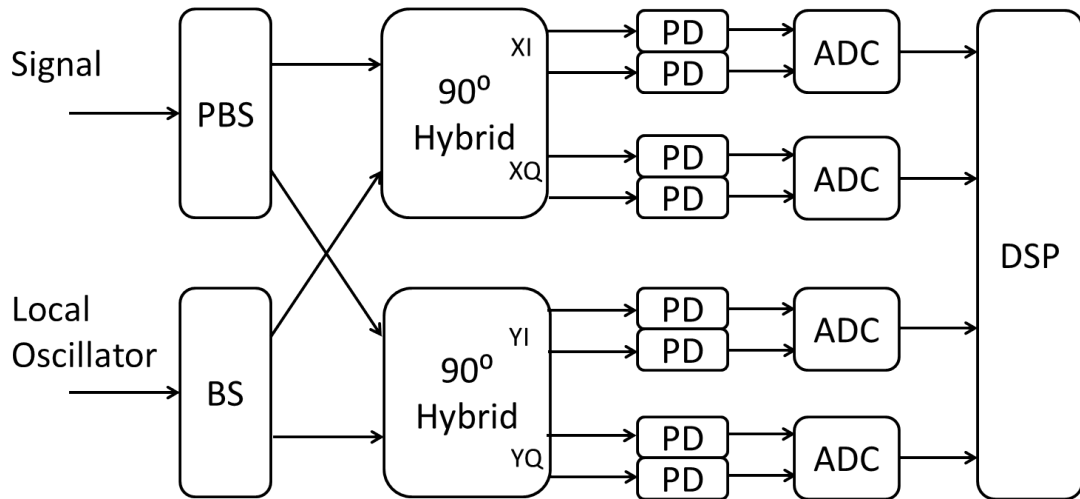 Signal
PBS
90º
Hybrid
XI
XQ
PD
PD
PD
PD
ADC
ADC
Local
Oscillator
BS
90º
Hybrid
YI
YQ
PD
PD
PD
PD
ADC
ADC
DSP